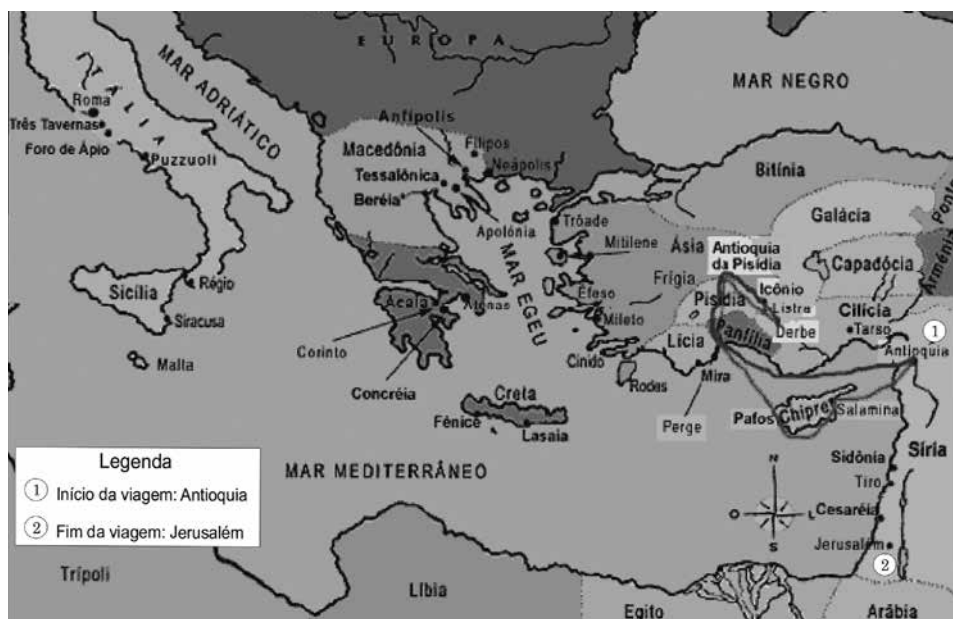 EUROPA
MAR NEGRO
MAR ADRIÁTICO
ITÁLIA
Roma
Três Tavernas
Foro de Ápio
Puzzuoli
Anfípolis
Filipos
Macedônia
Neápolis
Tessalônica
Beréia
Apolônia
Bitínia
Ponto
Galácia
Armênia
Trôade
Mitilene
Ásia
Antioquia
da Pisídia
Capadócia
MAR EGEU
Frígia
Icônio
Sicília
Régio
Acaia
Atenas
Éfeso
Pisídia
Listra
Cilícia
Siracusa
Mileto
Panfília
Derbe
Tarso
1
Corinto
Lícia
Antioquia
Malta
Cinido
Concréia
Rodes
Mira
Creta
Chipre
Salamina
Fênice
Lasaia
Perge
Pafos
Síria
MAR MEDITERRÂNEO
Sidônia
Tiro
N
O
L
S
Cesaréia
Jerusalém
2
Legenda
1 Início da viagem: Antioquia
2 Fim da viagem: Jerusalém
Trípoli
Líbia
Egito
Arábia